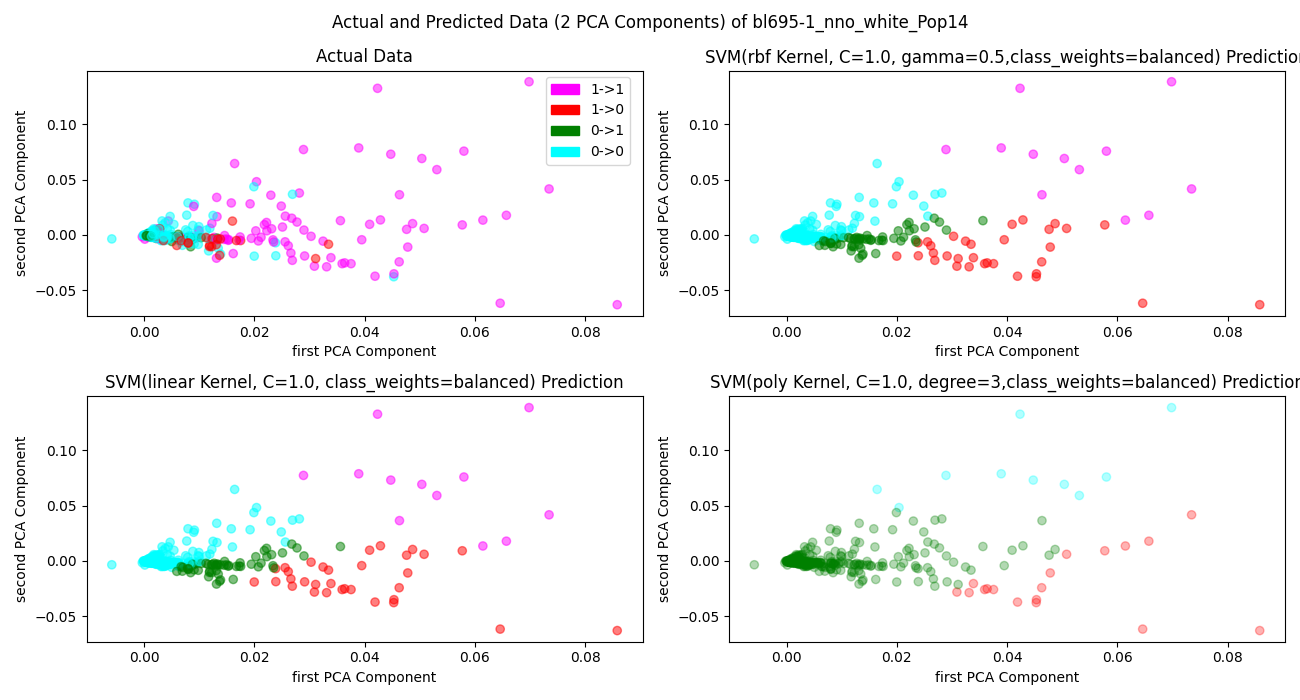 Actual and Predicted Data (2 PCA Components) of bl695-1_nno_white_Pop14
Actual Data
second PCA Component
0.10
0.05
0.00
−0.05
1->1
1->0
0->1
0->0
0.00 0.02 0.04 0.06 0.08
first PCA Component
SVM(rbf Kernel, C=1.0, gamma=0.5,class_weights=balanced) Prediction
second PCA Component
0.10
0.05
0.00
−0.05
0.00 0.02 0.04 0.06 0.08
first PCA Component
SVM(linear Kernel, C=1.0, class_weights=balanced) Prediction
second PCA Component
0.10
0.05
0.00
−0.05
0.00 0.02 0.04 0.06 0.08
first PCA Component
SVM(poly Kernel, C=1.0, degree=3,class_weights=balanced) Prediction
second PCA Component
0.10
0.05
0.00
−0.05
0.00 0.02 0.04 0.06 0.08
first PCA Component